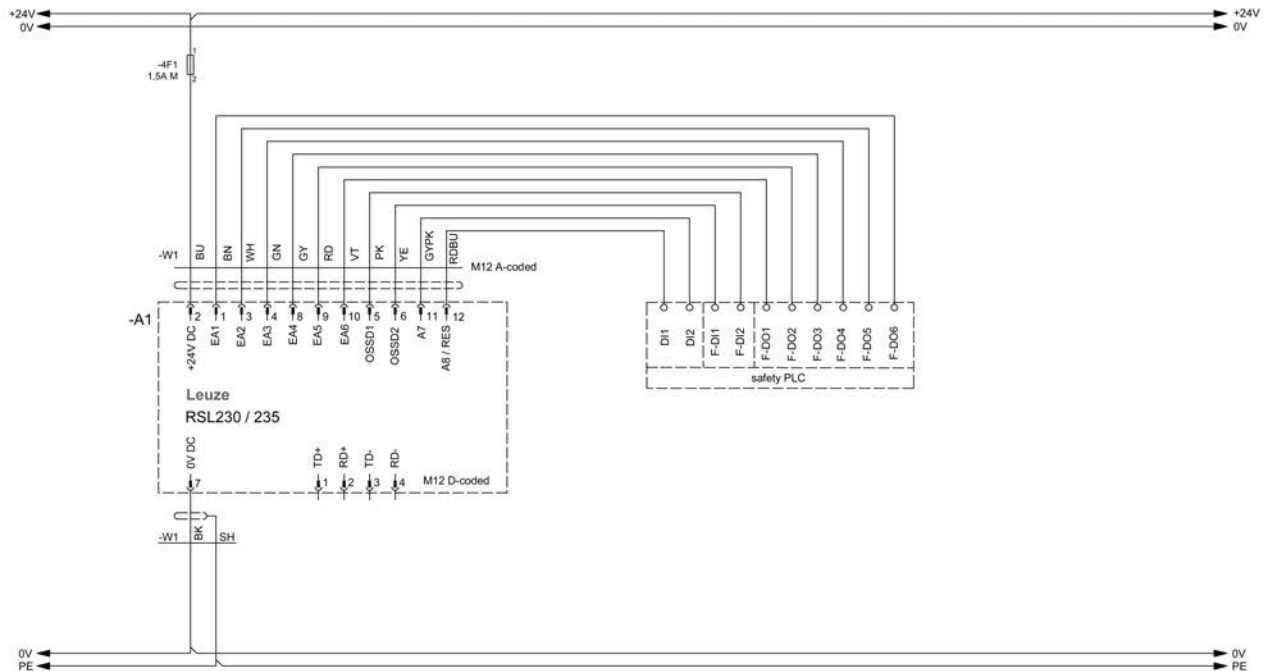 +24V +24V
0V 0V
1
-4F1
1,5A M
2
-W1 BU BN WH GN GY RD VT PK YE GYPK RDBU
M12 A-coded
-A1
2 1 3 4 8 9 10 5 6 11 12
+24V DC EA1 EA2 EA3 EA4 EA5 EA6 OSSD1 OSSD2 A7 A8 / RES
DI1 DI2 F-DI1 F-DI2 F-DO1 F-DO2 F-DO3 F-DO4 F-DO5 F-DO6
safety PLC
Leuze
RSL230 / 235
0V DC TD+ RD+ TD- RD-
7 1 2 3 4 M12 D-coded
-W1 BK SH
0V 0V
PE PE